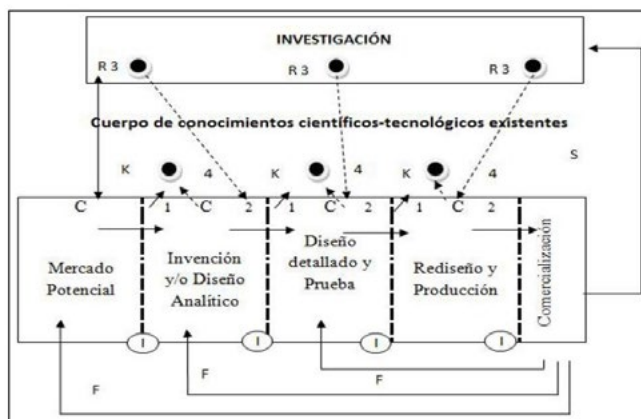 INVESTIGACIÓN
R 3 R 3 R 3
Cuerpo de conocimientos científicos-tecnológicos existentes
S
K 4 K 4 K 4
C 1 C 2 1 C 2 1 C 2
Mercado
Potencial
Invención
y/o Diseño
Analítico
Diseño
detallado y
Prueba
Rediseño y
Producción
Comercialización
I I I I
F F F